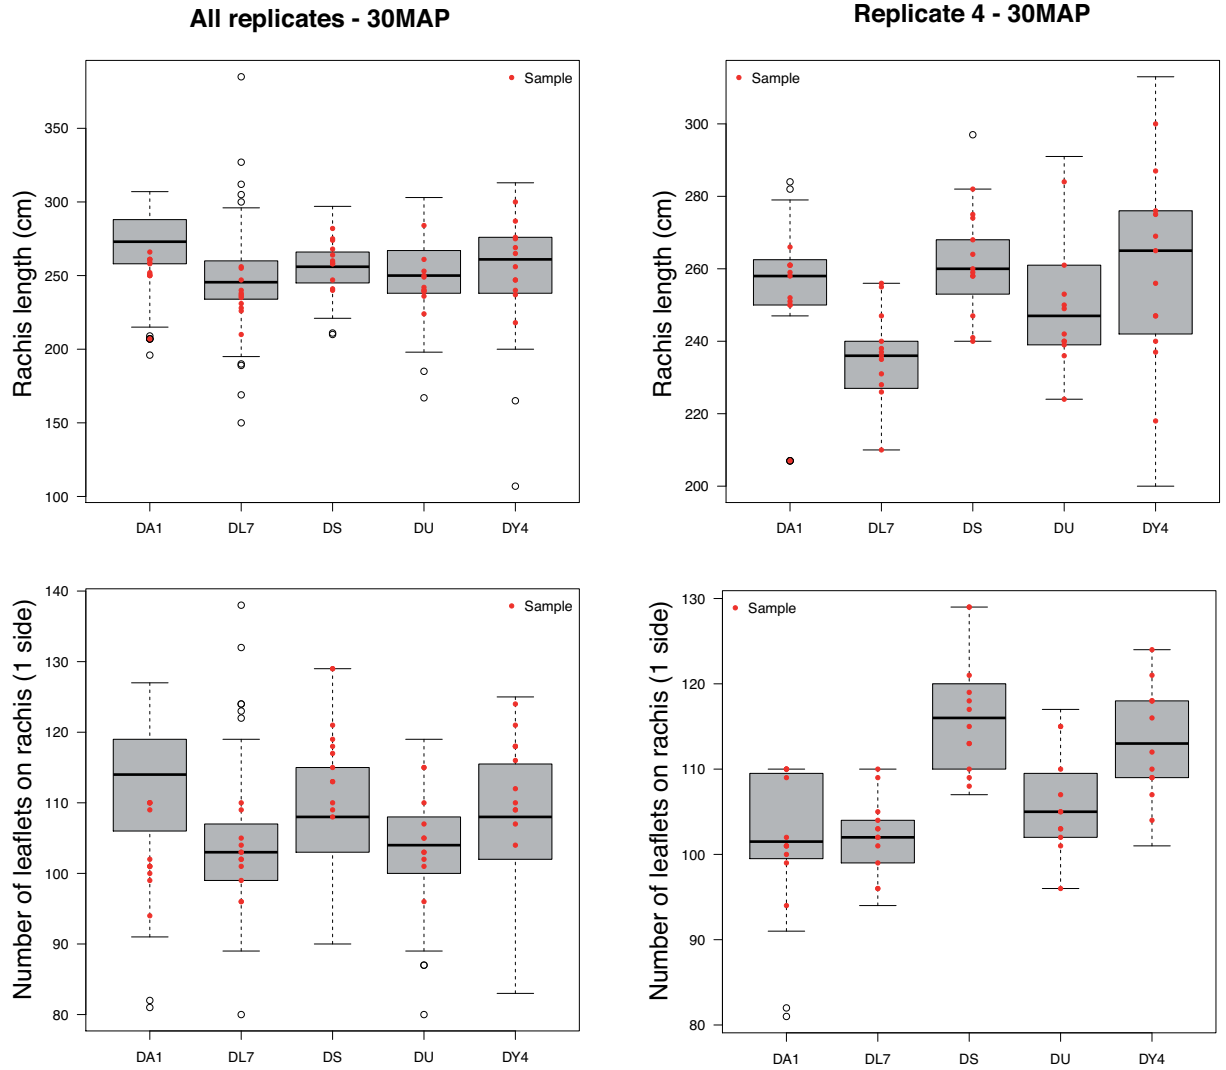 All replicates - 30MAP
Replicate 4 - 30MAP
Rachis length (cm)
350
300
250
200
150
100
Sample
DA1 DL7 DS DU DY4
Rachis length (cm)
300
280
260
240
220
200
Sample
DA1 DL7 DS DU DY4
Number of leaflets on rachis (1 side)
140
130
120
110
100
90
80
Sample
DA1 DL7 DS DU DY4
Number of leaflets on rachis (1 side)
130
120
110
100
90
80
Sample
DA1 DL7 DS DU DY4